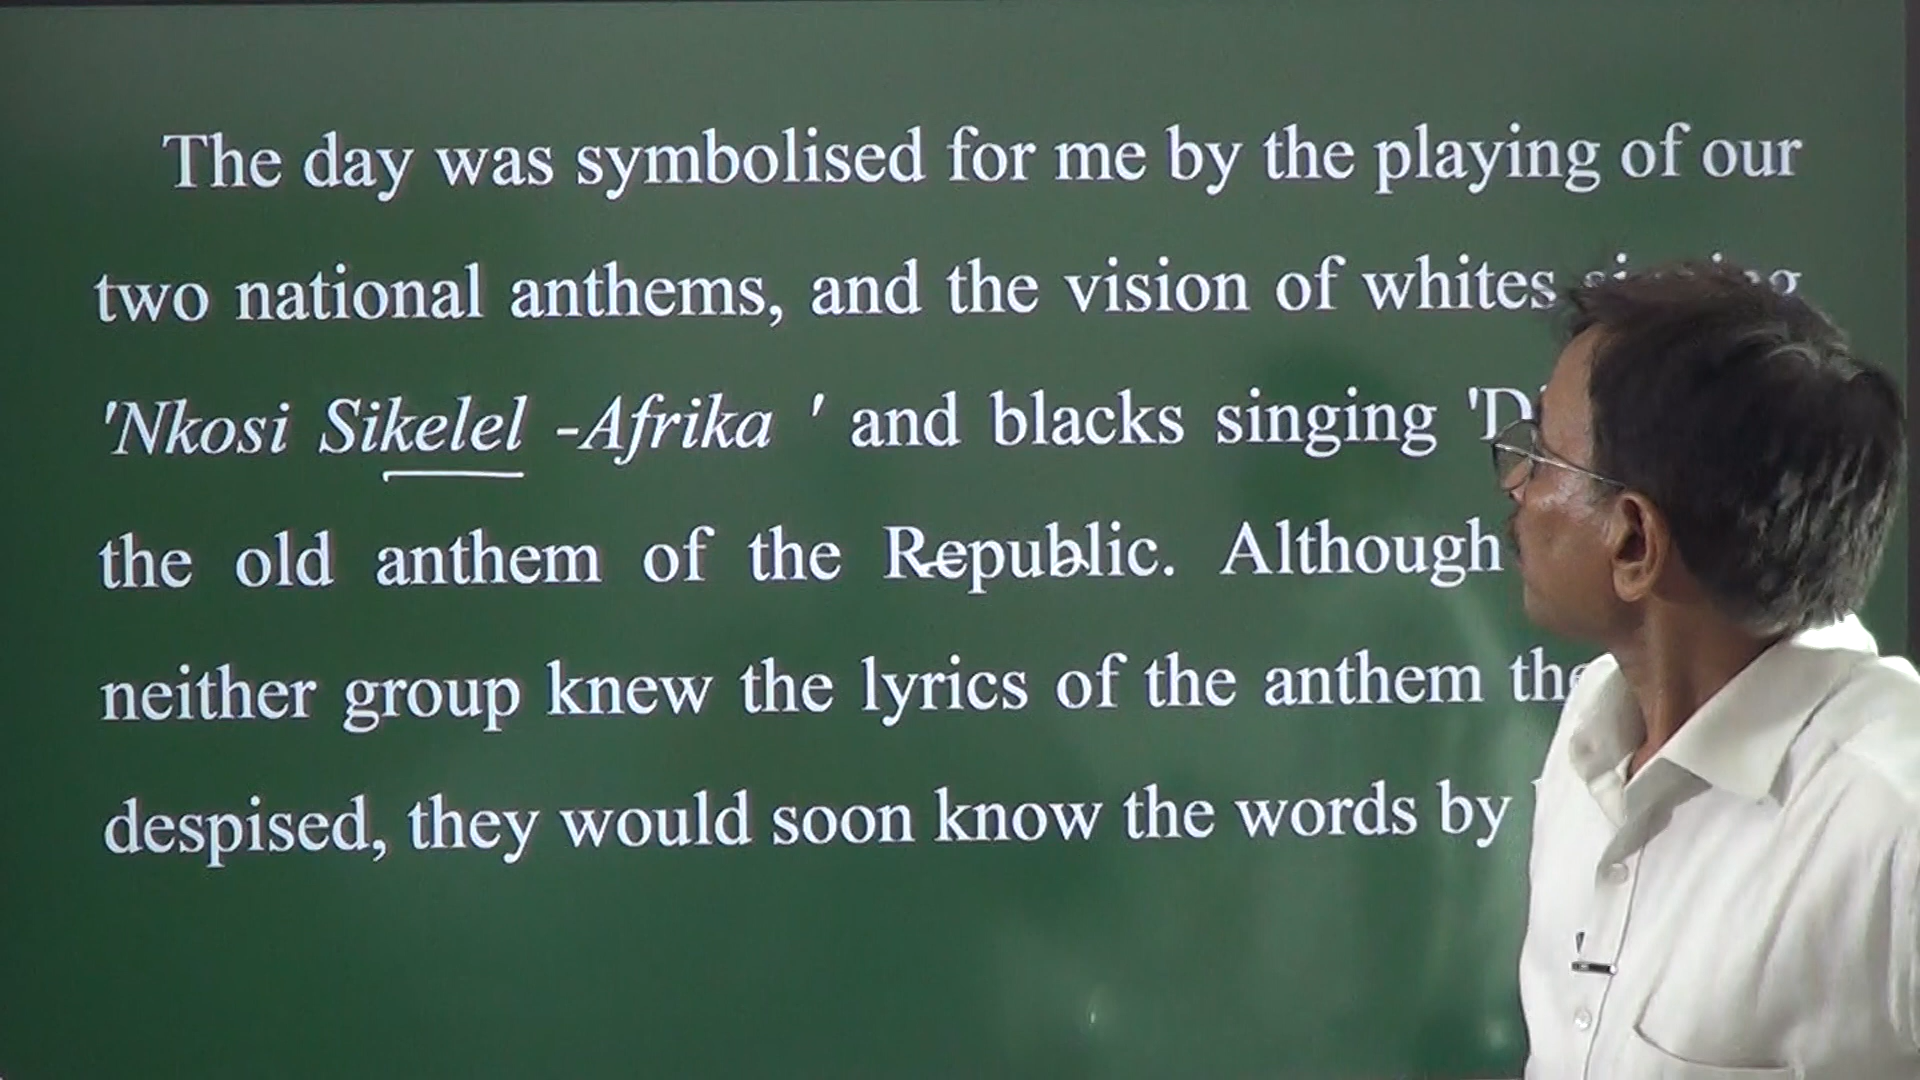 The day was symbolised for me by the playing of our
two national anthems, and the vision of whites singing
'Nkosi Sikelel -Afrika ' and blacks singing
the old anthem of the Republic. Although
neither group knew the lyrics of the anthem
despised, they would soon know the words by